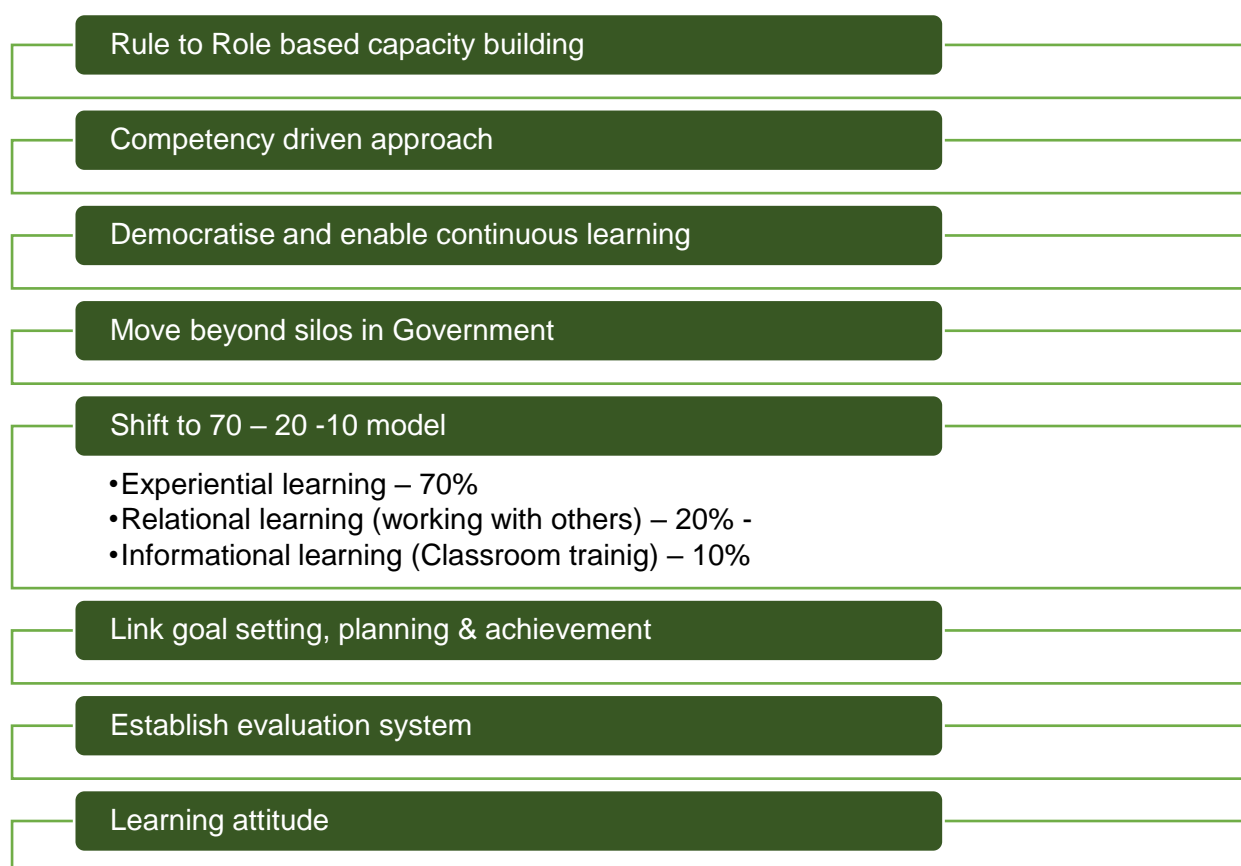 Rule to Role based capacity building
Competency driven approach
Democratise and enable continuous learning
Move beyond silos in Government
Shift to 70 – 20 -10 model
•Experiential learning – 70%
•Relational learning (working with others) – 20% -
•Informational learning (Classroom trainig) – 10%
Link goal setting, planning & achievement
Establish evaluation system
Learning attitude